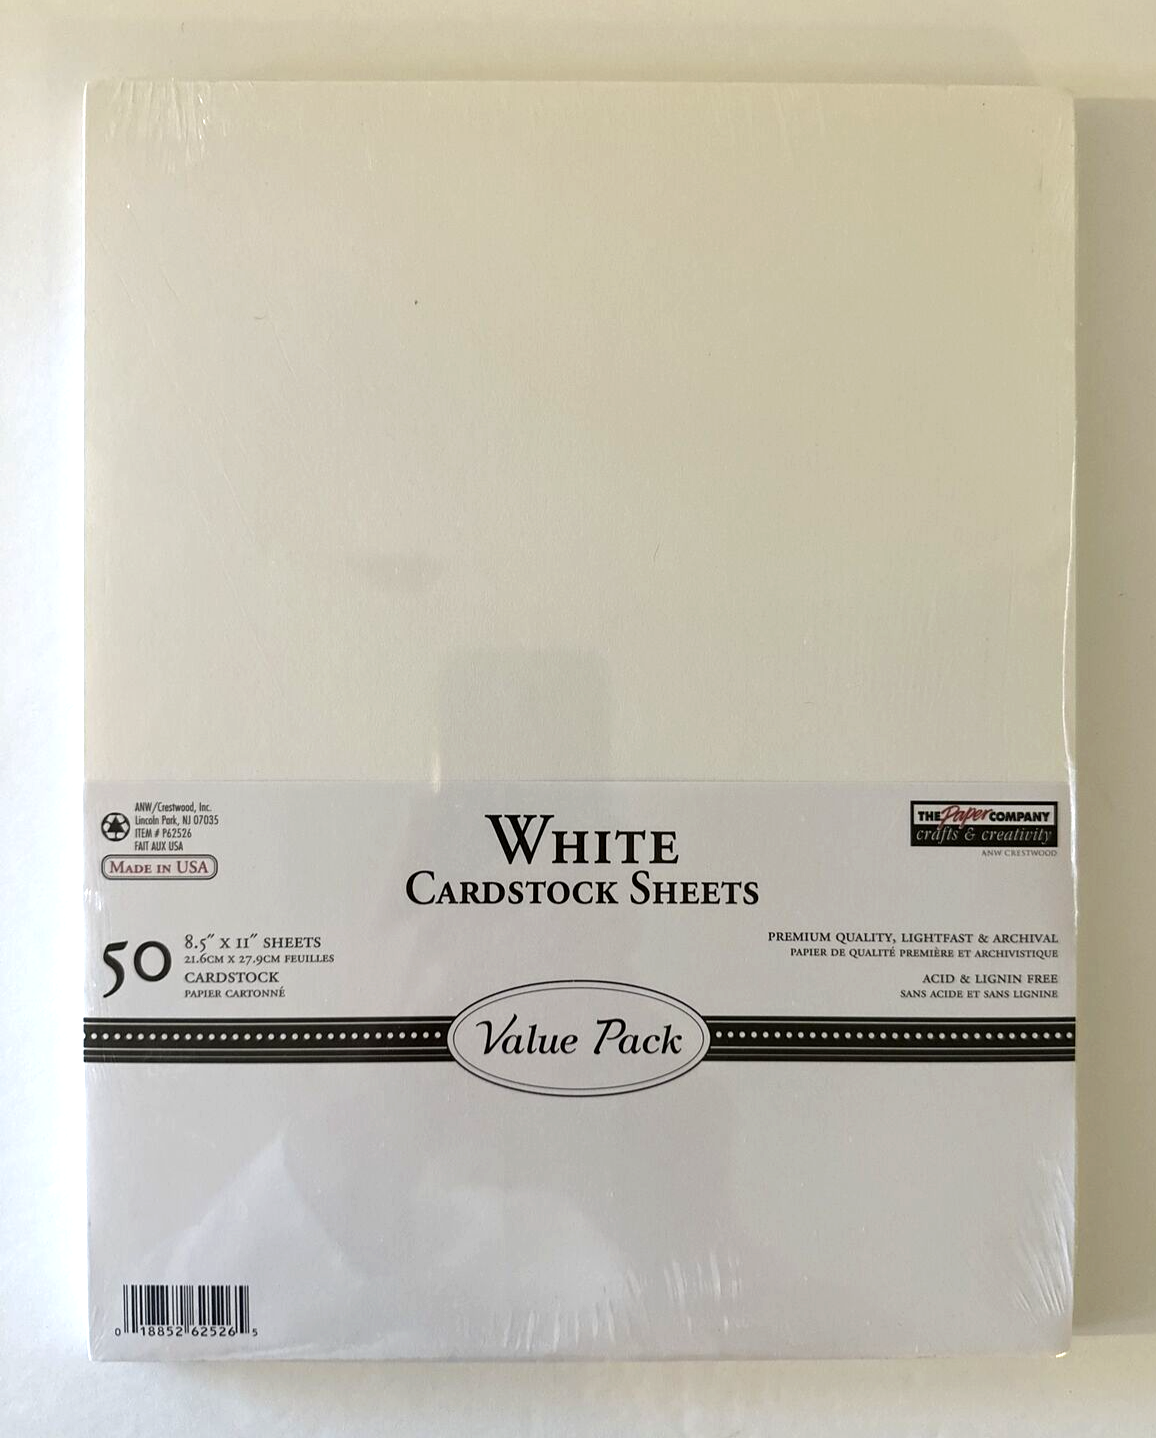 ANW/Crestwood, Inc.
Lincoln Park, NJ 07035
ITEM # P62526
FAIT AUX USA
MADE IN USA
WHITE
CARDSTOCK SHEETS
THE Paper COMPANY
crafts & creativity
ANW CRESTWOOD
50
8.5" X 11" SHEETS
21.6CM X 27.9CM FEUILLES
CARDSTOCK
PAPIER CARTONNÉ
PREMIUM QUALITY, LIGHTFAST & ARCHIVAL
PAPIER DE QUALITÉ PREMIÈRE ET ARCHIVISTIQUE
ACID & LIGNIN FREE
SANS ACIDE ET SANS LIGNINE
Value Pack
0 18852 62526 5